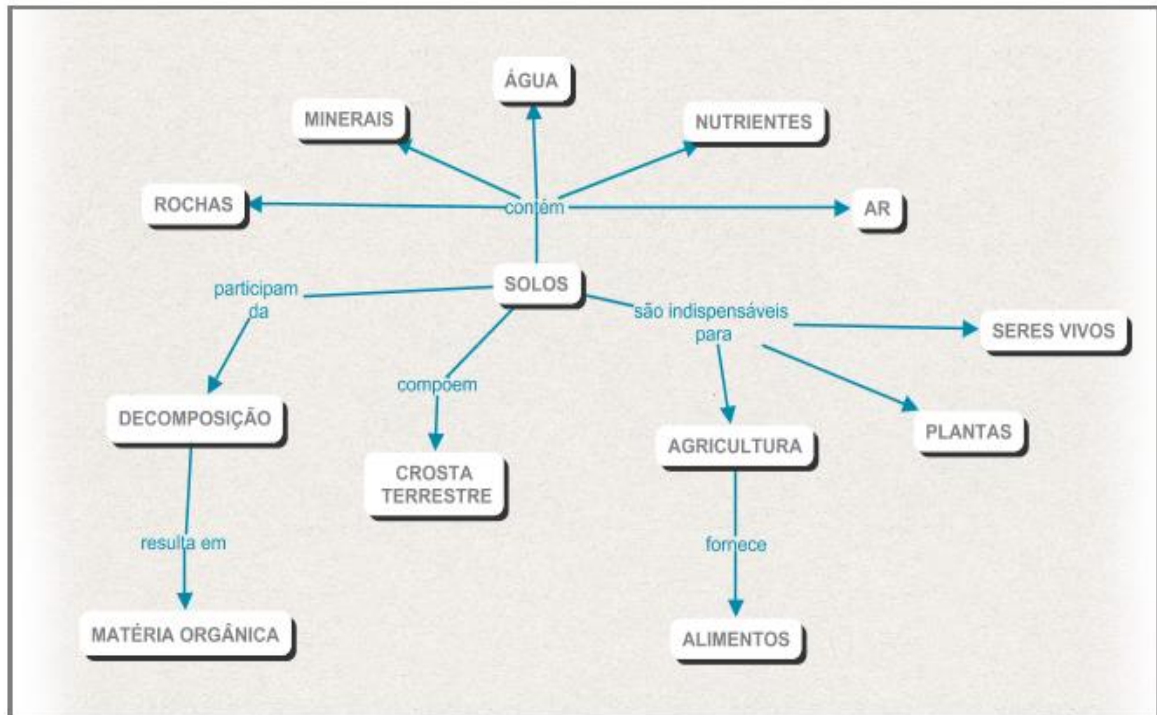 ÁGUA
MINERAIS
NUTRIENTES
ROCHAS
contém
AR
SOLOS
participam
da
são indispensáveis
para
SERES VIVOS
compõem
DECOMPOSIÇÃO
CROSTA
TERRESTRE
AGRICULTURA
PLANTAS
resulta em
fornece
MATÉRIA ORGÂNICA
ALIMENTOS